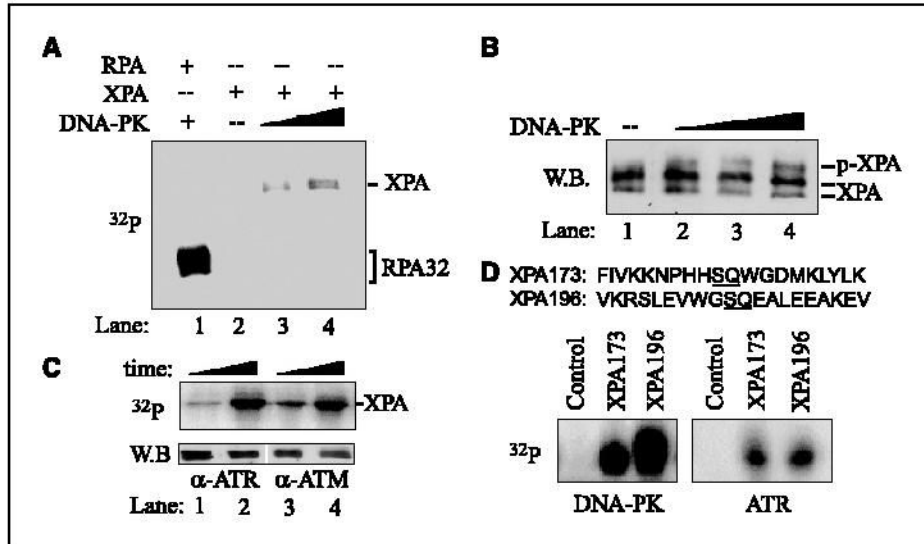 A
RPA + -- – --
XPA -- + + +
DNA-PK + --
32P
XPA
RPA32
Lane: 1 2 3 4
B
DNA-PK --
W.B.
p-XPA
XPA
Lane: 1 2 3 4
C
time:
32P
XPA
W.B
α-ATR α-ATM
Lane: 1 2 3 4
D
XPA173: FIVKKNPHHSQWGDMKLYLK
XPA196: VKRSLEVWGSQEALEEAKEV
Control XPA173 XPA196 Control XPA173 XPA196
32P
DNA-PK ATR